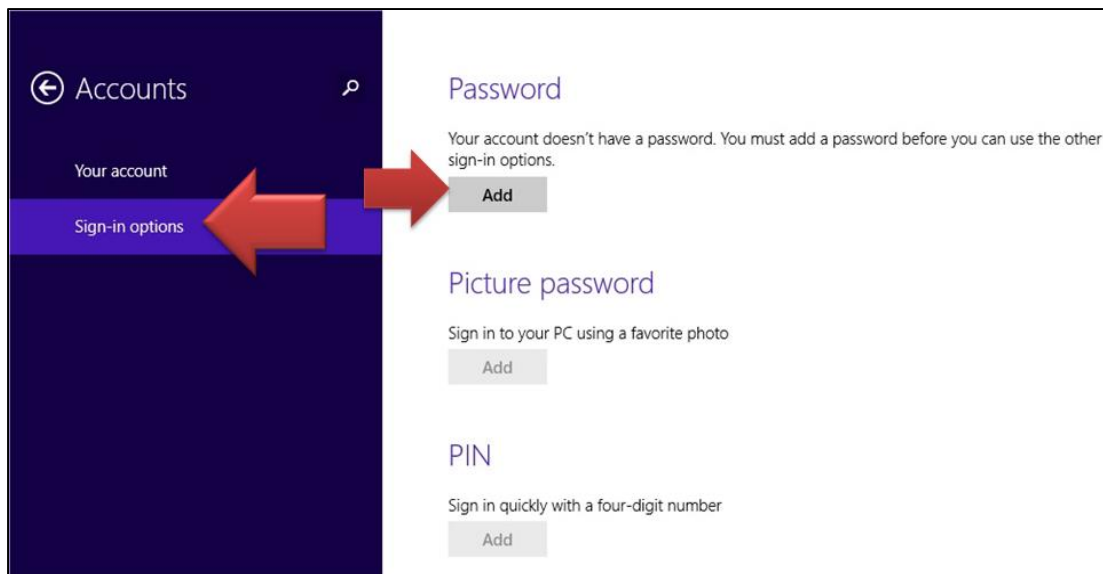 Accounts
Your account
Sign-in options
Password
Your account doesn't have a password. You must add a password before you can use the other
sign-in options.
Add
Picture password
Sign in to your PC using a favorite photo
Add
PIN
Sign in quickly with a four-digit number
Add